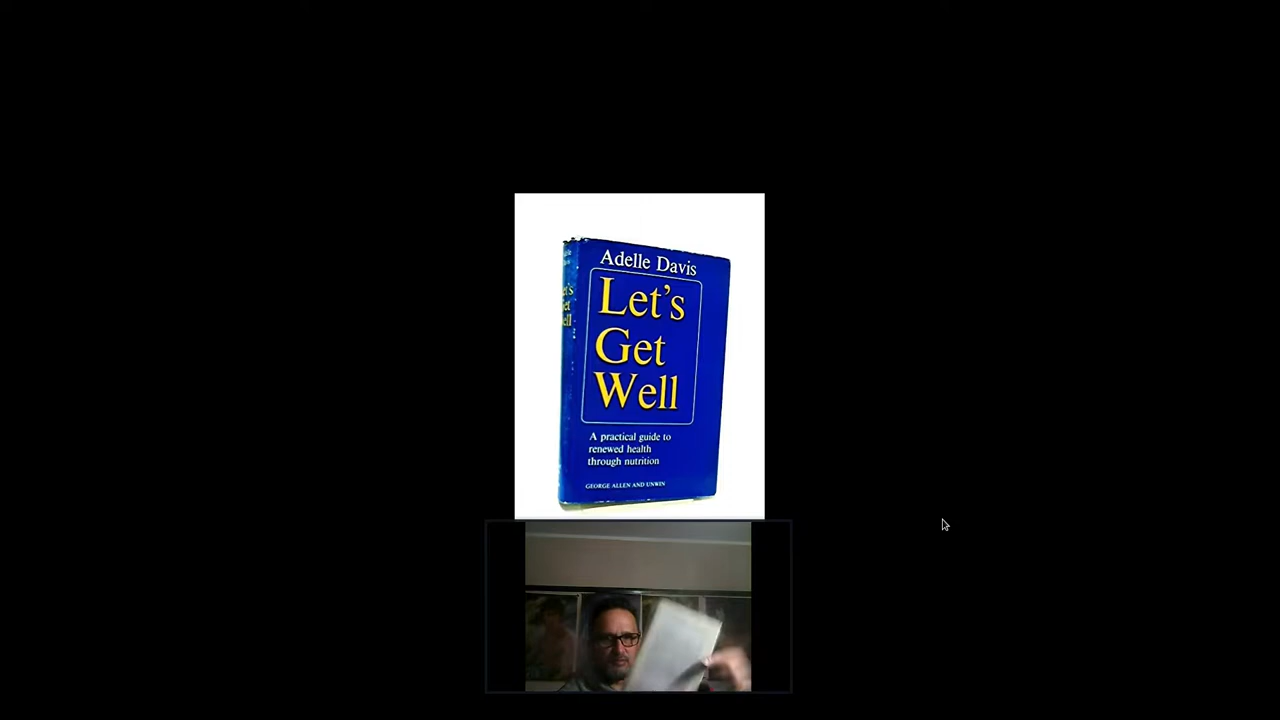 Adelle Davis
Let's
Get
Well
A practical guide to
renewed health
through nutrition
GEORGE ALLEN AND UNWIN